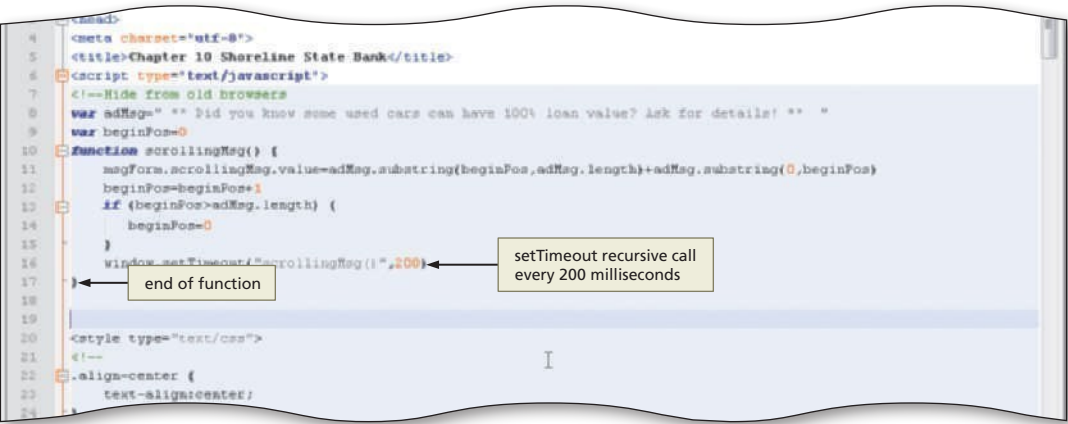 <head>
4 <meta charset="utf-8">
5 <title>Chapter 10 Shoreline State Bank</title>
6 <script type="text/javascript">
7 <!--Hide from old browsers
8 var adMsg=" ** Did you know some used cars can have 100% loan value? Ask for details! ** "
9 var beginPos=0
10 function scrollingMsg() {
11 msgForm.scrollingMsg.value=adMsg.substring(beginPos,adMsg.length)+adMsg.substring(0,beginPos)
12 beginPos=beginPos+1
13 if (beginPos>adMsg.length) {
14 beginPos=0
15 }
16 window.setTimeout("scrollingMsg()",200)
setTimeout recursive call
every 200 milliseconds
17 }
end of function
18
19
20 <style type="text/css">
21 <!--
22 .align-center {
23 text-align:center;
24 }